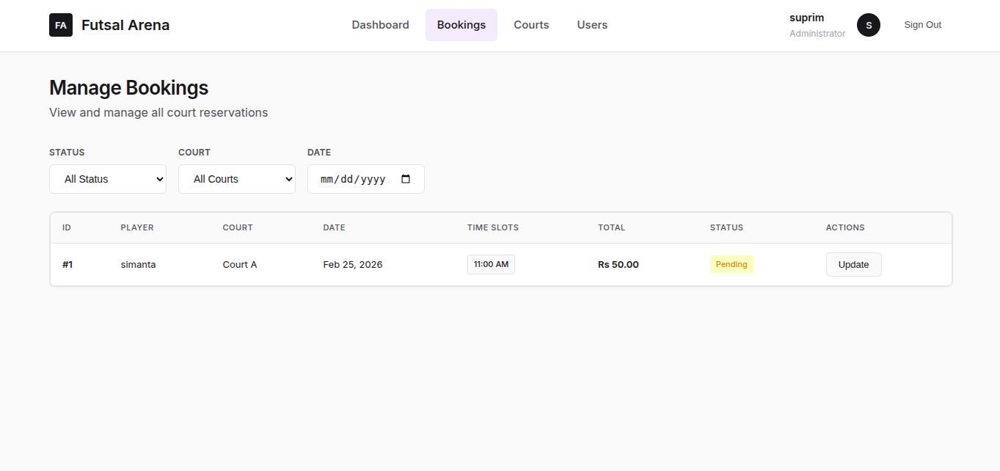 FA Futsal Arena Dashboard Bookings Courts Users suprim Administrator S Sign Out
Manage Bookings
View and manage all court reservations
STATUS COURT DATE
All Status All Courts mm/dd/yyyy
ID PLAYER COURT DATE TIME SLOTS TOTAL STATUS ACTIONS
#1 simanta Court A Feb 25, 2026 11:00 AM Rs 50.00 Pending Update